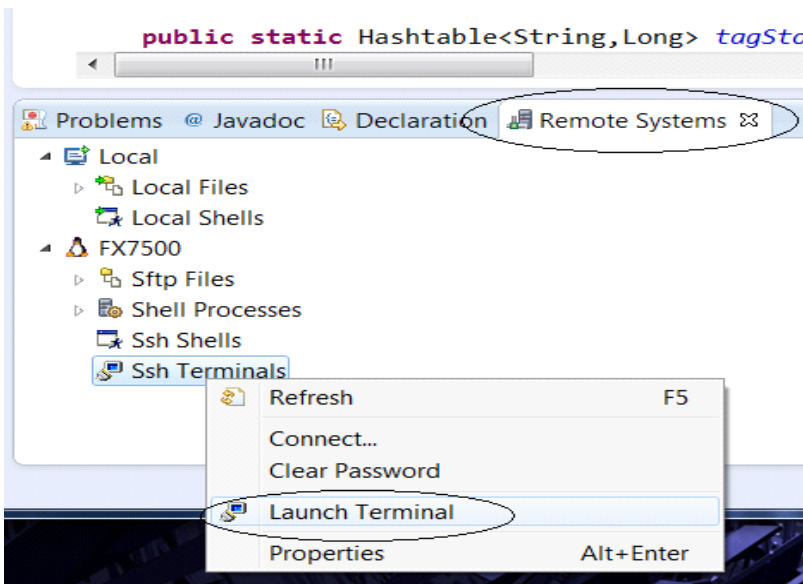 public static Hashtable<String,Long> tagSto
Problems @ Javadoc Declaration Remote Systems
Local
Local Files
Local Shells
FX7500
Sftp Files
Shell Processes
Ssh Shells
Ssh Terminals
Refresh F5
Connect...
Clear Password
Launch Terminal
Properties Alt+Enter